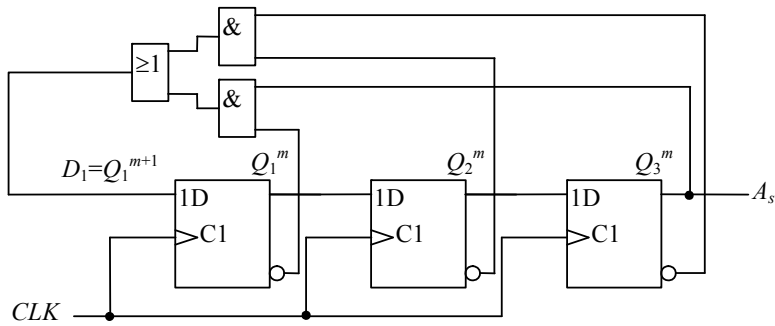 &
≥1
&
D₁=Q₁ᵐ⁺¹
Q₁ᵐ
Q₂ᵐ
Q₃ᵐ
1D
1D
1D
Aₛ
C1
C1
C1
CLK